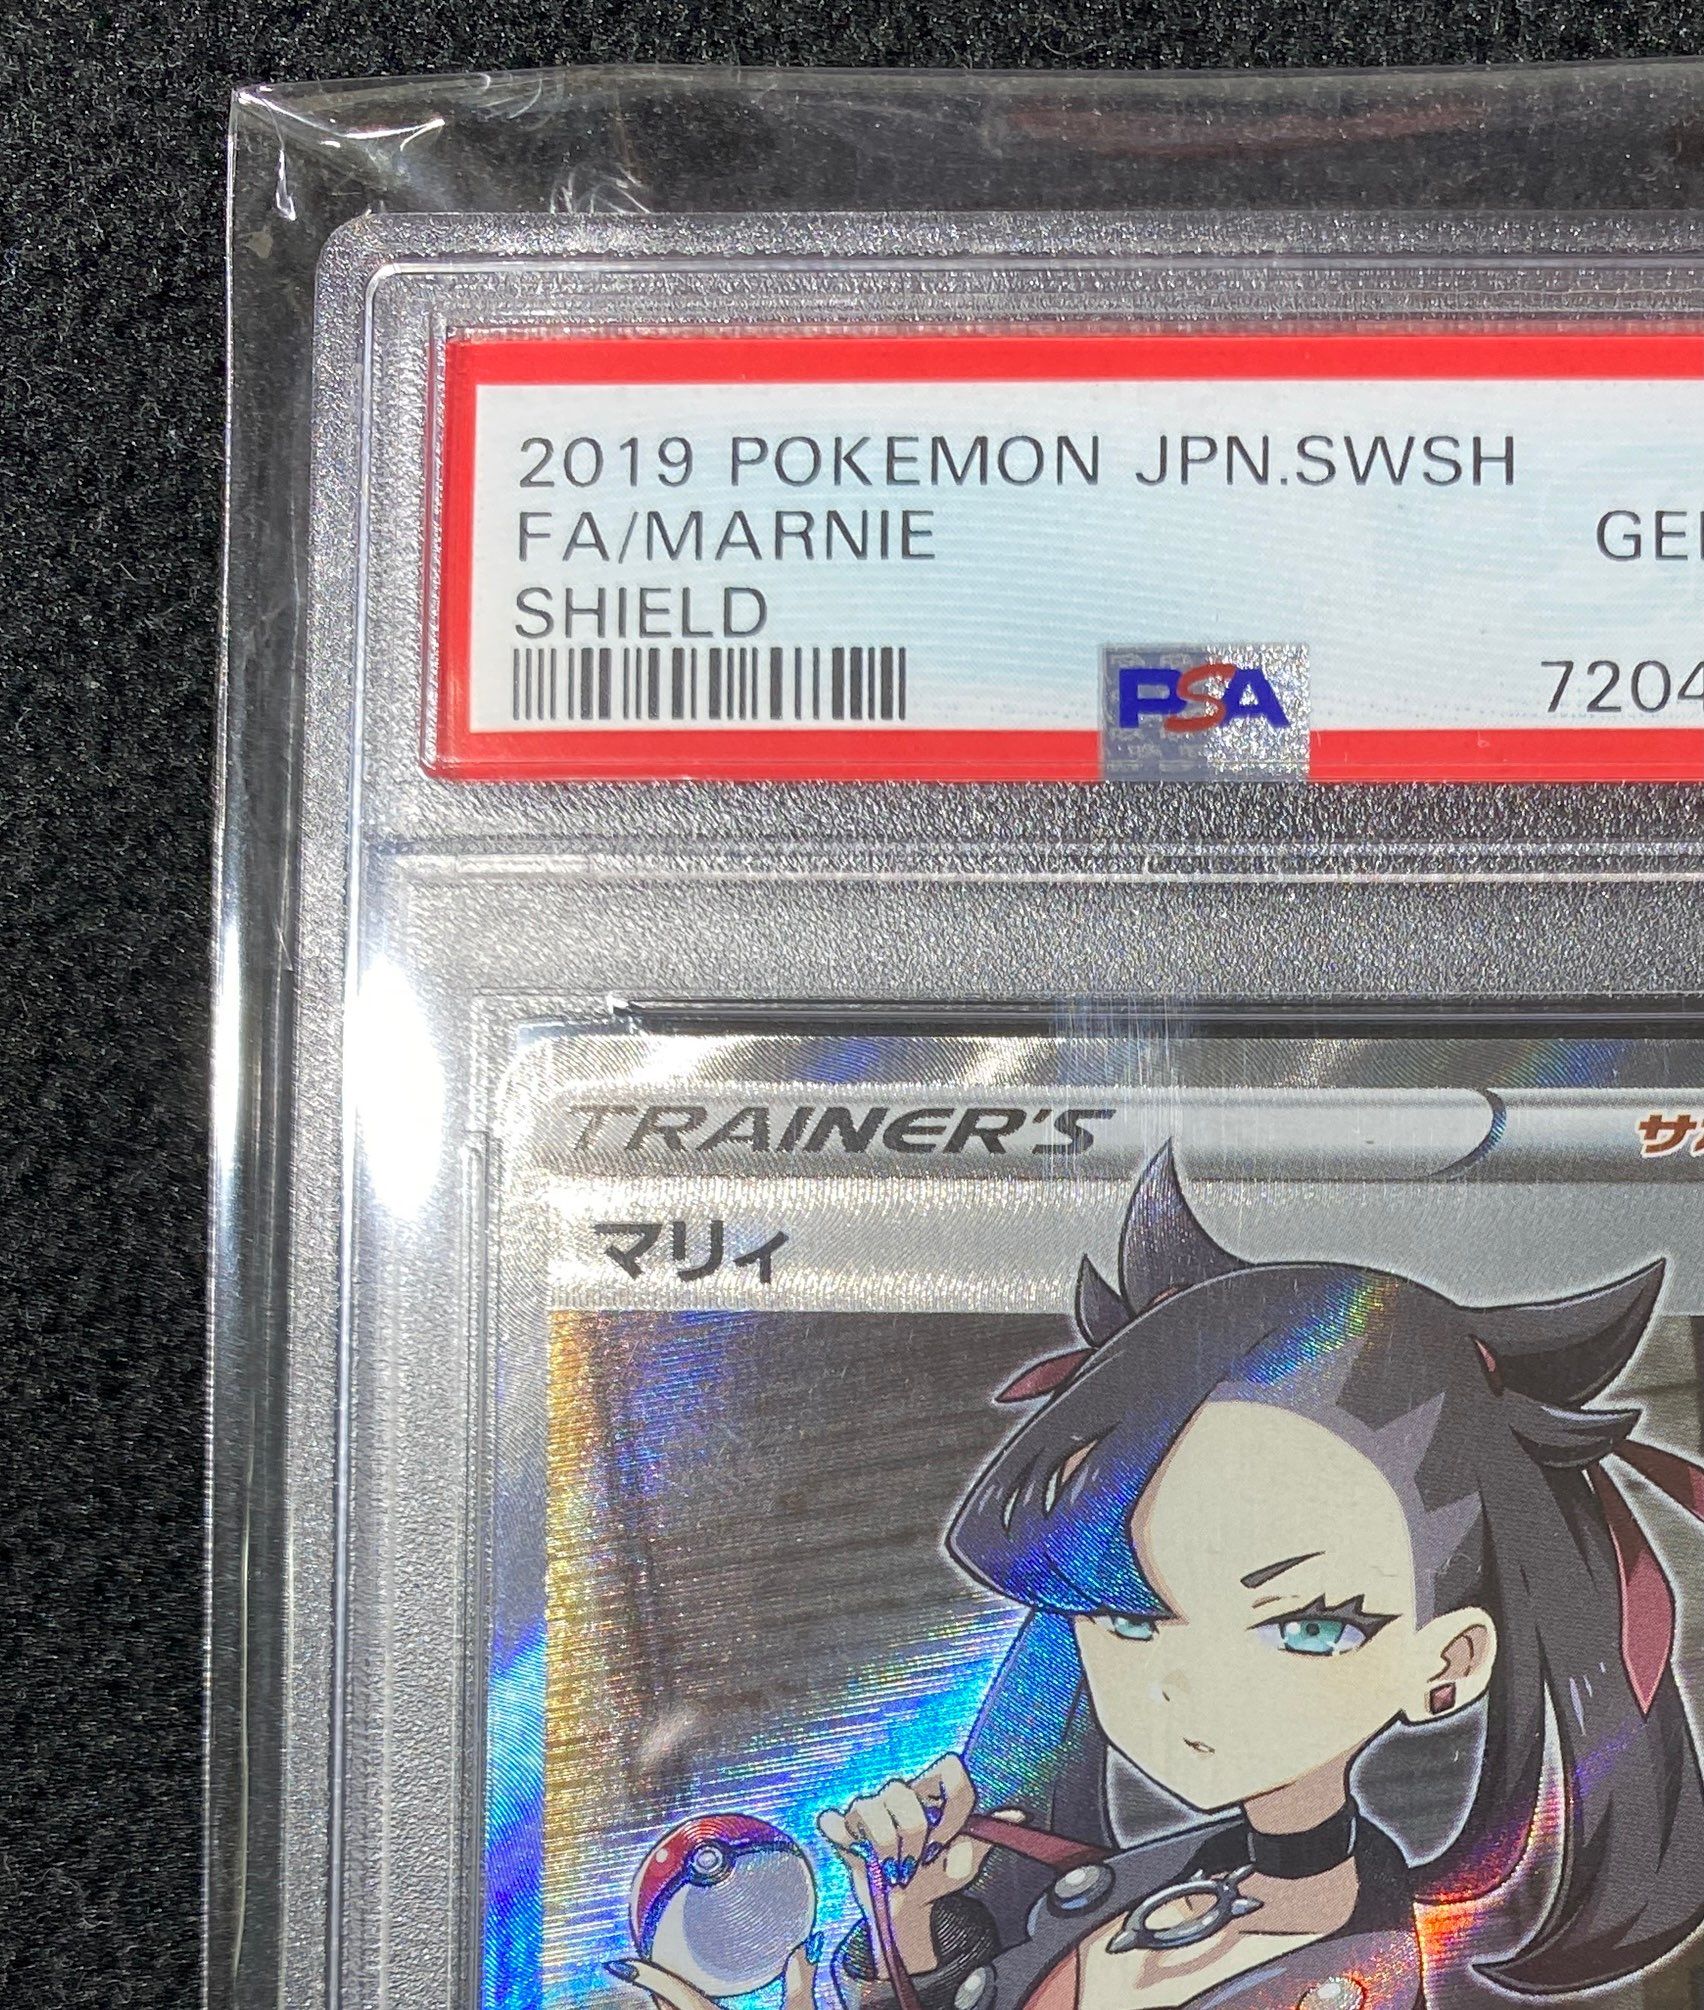 2019 POKEMON JPN.SWSH
FA/MARNIE
SHIELD
PSA
TRAINER'S
マリィ